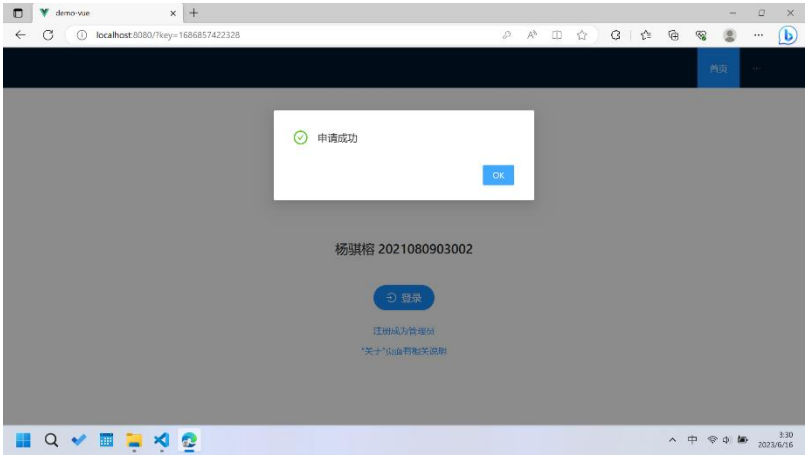 demo-vue
localhost:8080/?key=1686857422328
首页
···
申请成功
OK
杨骐榕 2021080903002
登录
注册成为管理员
"关于"页面有相关说明
中
3:30
2023/6/16